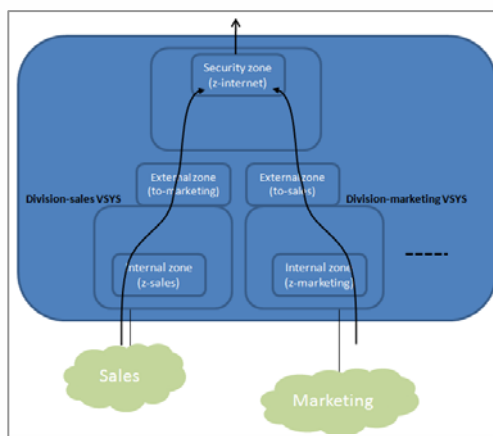 Security zone
(z-internet)
External zone
(to-marketing)
External zone
(to-sales)
Division-sales VSYS
Division-marketing VSYS
Internal zone
(z-sales)
Internal zone
(z-marketing)
Sales
Marketing